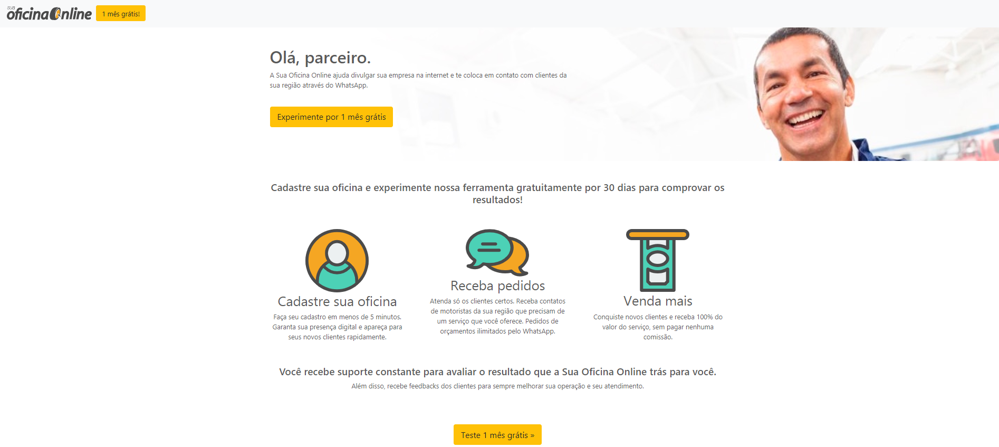 sua
oficinaOnline
1 mês grátis!
Olá, parceiro.
A Sua Oficina Online ajuda divulgar sua empresa na internet e te coloca em contato com clientes da
sua região através do WhatsApp.
Experimente por 1 mês grátis
Cadastre sua oficina e experimente nossa ferramenta gratuitamente por 30 dias para comprovar os
resultados!
Cadastre sua oficina
Faça seu cadastro em menos de 5 minutos.
Garanta sua presença digital e apareça para
seus novos clientes rapidamente.
Receba pedidos
Atenda só os clientes certos. Receba contatos
de motoristas da sua região que precisam de
um serviço que você oferece. Pedidos de
orçamentos ilimitados pelo WhatsApp.
Venda mais
Conquiste novos clientes e receba 100% do
valor do serviço, sem pagar nenhuma
comissão.
Você recebe suporte constante para avaliar o resultado que a Sua Oficina Online trás para você.
Além disso, recebe feedbacks dos clientes para sempre melhorar sua operação e seu atendimento.
Teste 1 mês grátis »